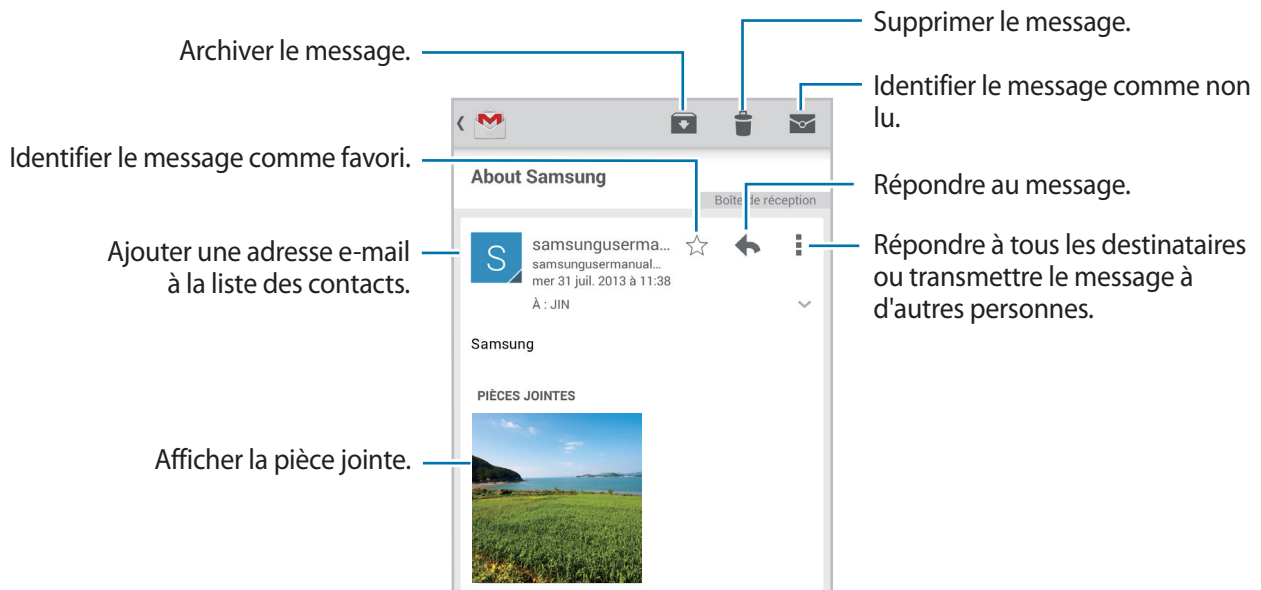 Supprimer le message.
Archiver le message.
Identifier le message comme non
lu.
Identifier le message comme favori.
About Samsung
Répondre au message.
Boîte de réception
S
samsunguserma...
samsungusermanual...
mer 31 juil. 2013 à 11:38
À : JIN
Ajouter une adresse e-mail
à la liste des contacts.
Répondre à tous les destinataires
ou transmettre le message à
d'autres personnes.
Samsung
PIÈCES JOINTES
Afficher la pièce jointe.